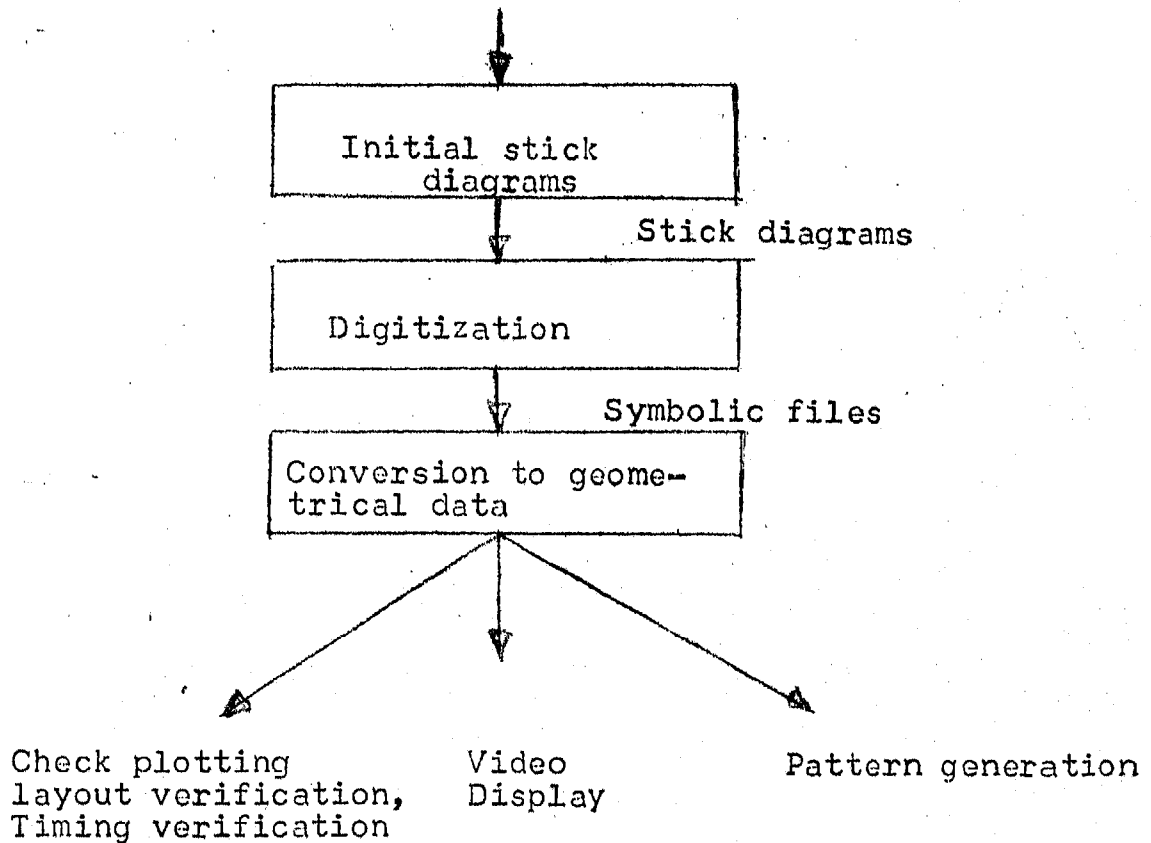 Initial stick
diagrams
Stick diagrams
Digitization
Symbolic files
Conversion to geome-
trical data
Check plotting
layout verification,
Timing verification
Video
Display
Pattern generation